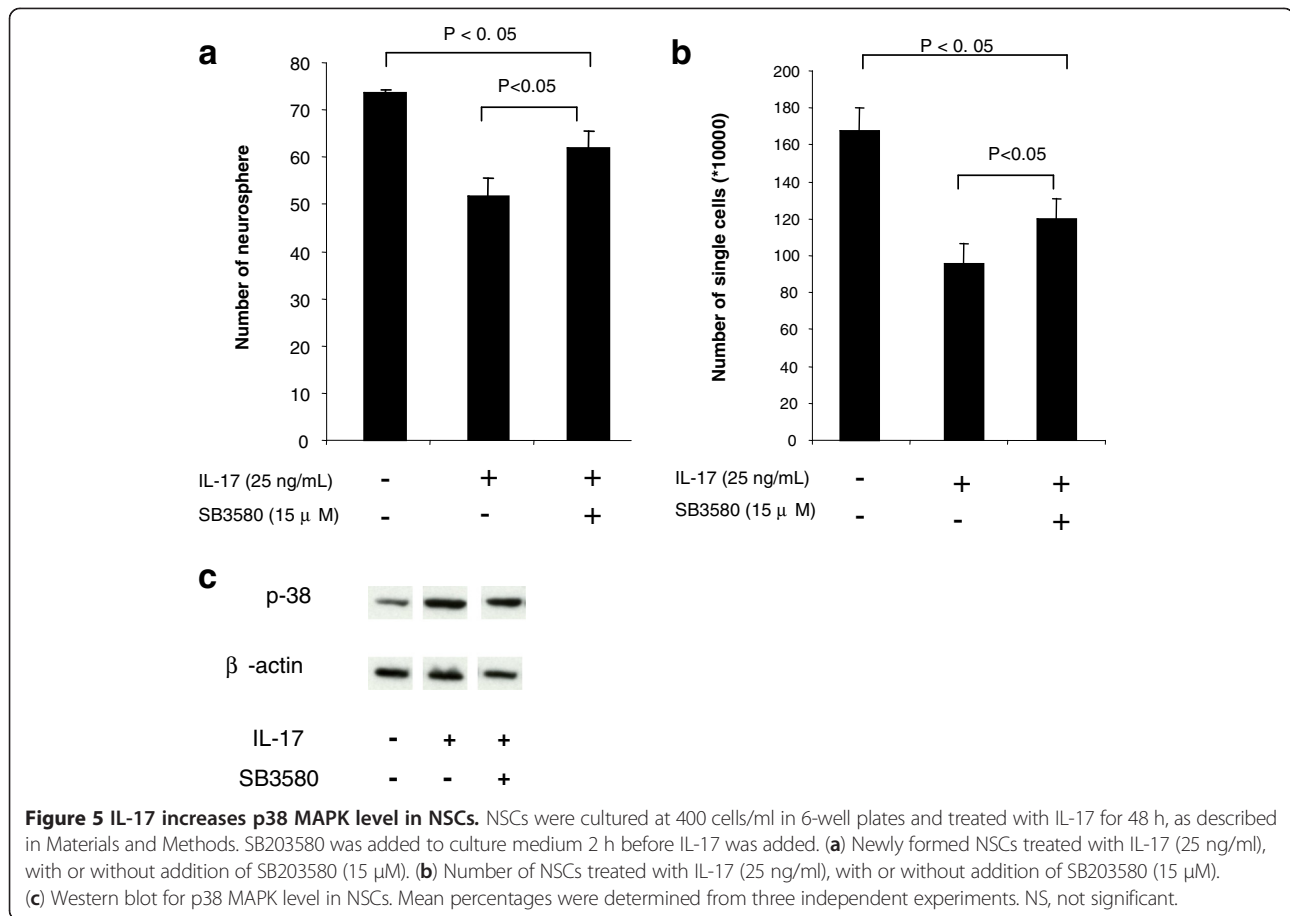 a
P < 0. 05
P<0.05
80
70
60
50
40
30
20
10
0
Number of neurosphere
IL-17 (25 ng/mL) - + +
SB3580 (15 μ M) - - +
b
P < 0. 05
P<0.05
180
160
140
120
100
80
60
40
20
0
Number of single cells (*10000)
IL-17 (25 ng/mL) - + +
SB3580 (15 μ M) - - +
c
p-38
β -actin
IL-17 - + +
SB3580 - - +
Figure 5 IL-17 increases p38 MAPK level in NSCs. NSCs were cultured at 400 cells/ml in 6-well plates and treated with IL-17 for 48 h, as described
in Materials and Methods. SB203580 was added to culture medium 2 h before IL-17 was added. (a) Newly formed NSCs treated with IL-17 (25 ng/ml),
with or without addition of SB203580 (15 μM). (b) Number of NSCs treated with IL-17 (25 ng/ml), with or without addition of SB203580 (15 μM).
(c) Western blot for p38 MAPK level in NSCs. Mean percentages were determined from three independent experiments. NS, not significant.